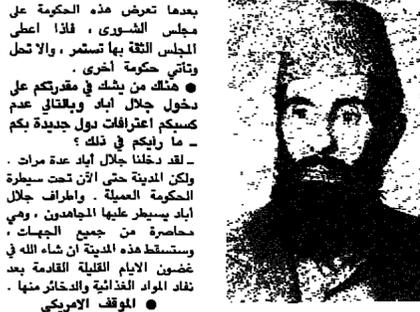 بعدها تعرض هذه الحكومة على
مجلس الشورى ، فاذا اعطى
المجلس الثقة بها تستمر ، والا تحل
وتأتي حكومة أخرى .
● هناك من يشك في مقدرتكم على
دخول جلال أباد وبالتالي عدم
كسبكم اعترافات دول جديدة بكم
ــ ما رايكم في ذلك ؟
ــ لقد دخلنا جلال أباد عدة مرات .
ولكن المدينة حتى الآن تحت سيطرة
الحكومة العميلة . واطراف جلال
أباد يسيطر عليها المجاهدون ، وهي
محاصرة من جميع الجهات ،
وستسقط هذه المدينة ان شاء الله في
غضون الايام القليلة القادمة بعد
نفاد المواد الغذائية والذخائر منها .
● الموقف الامريكي